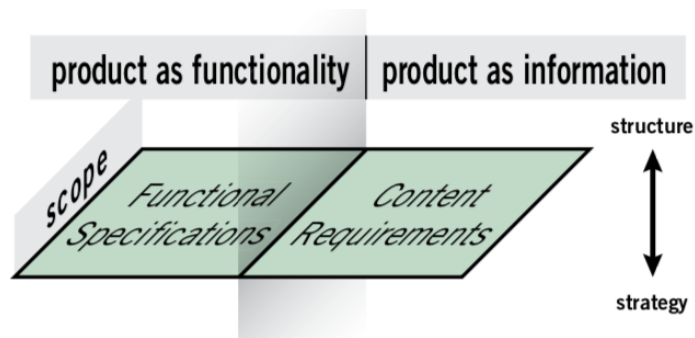 product as functionality
product as information
structure
scope
Functional
Specifications
Content
Requirements
strategy